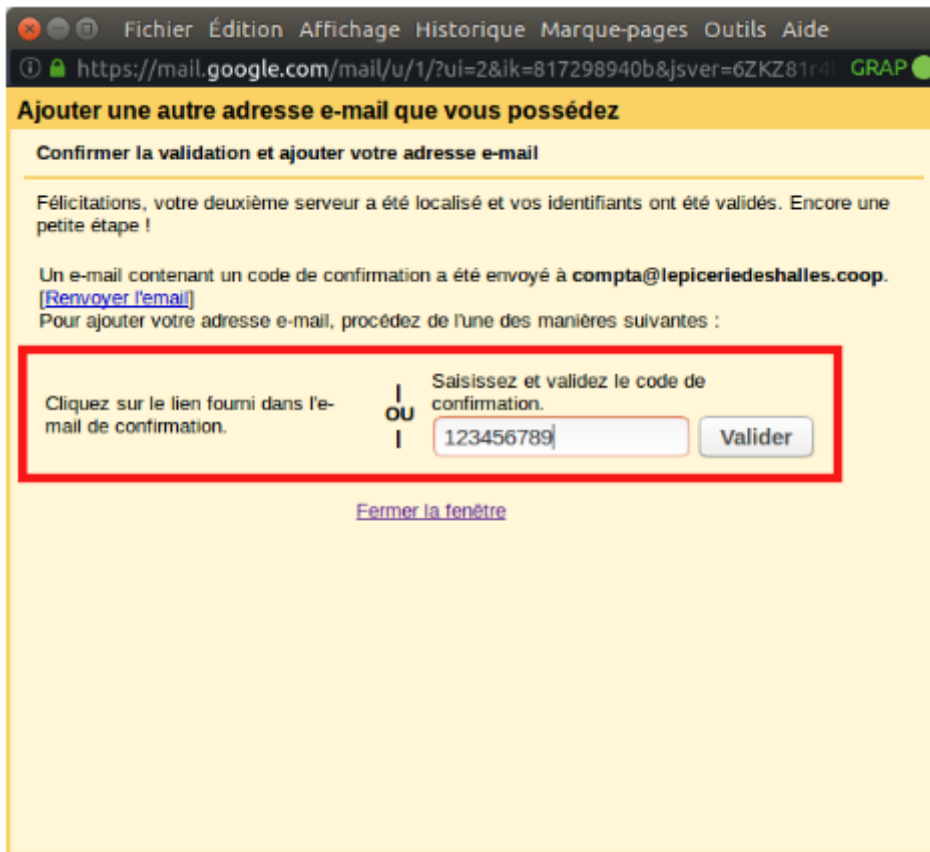 Fichier Édition Affichage Historique Marque-pages Outils Aide
https://mail.google.com/mail/u/1/?ui=2&ik=817298940b&jsver=6ZKZ81r4 GRAP
Ajouter une autre adresse e-mail que vous possédez
Confirmer la validation et ajouter votre adresse e-mail
Félicitations, votre deuxième serveur a été localisé et vos identifiants ont été validés. Encore une
petite étape !
Un e-mail contenant un code de confirmation a été envoyé à compta@lepiceriedeshalles.coop.
[Renvoyer l'email]
Pour ajouter votre adresse e-mail, procédez de l'une des manières suivantes :
Cliquez sur le lien fourni dans l'e-
mail de confirmation.
|
OU
|
Saisissez et validez le code de
confirmation.
123456789
Valider
Fermer la fenêtre